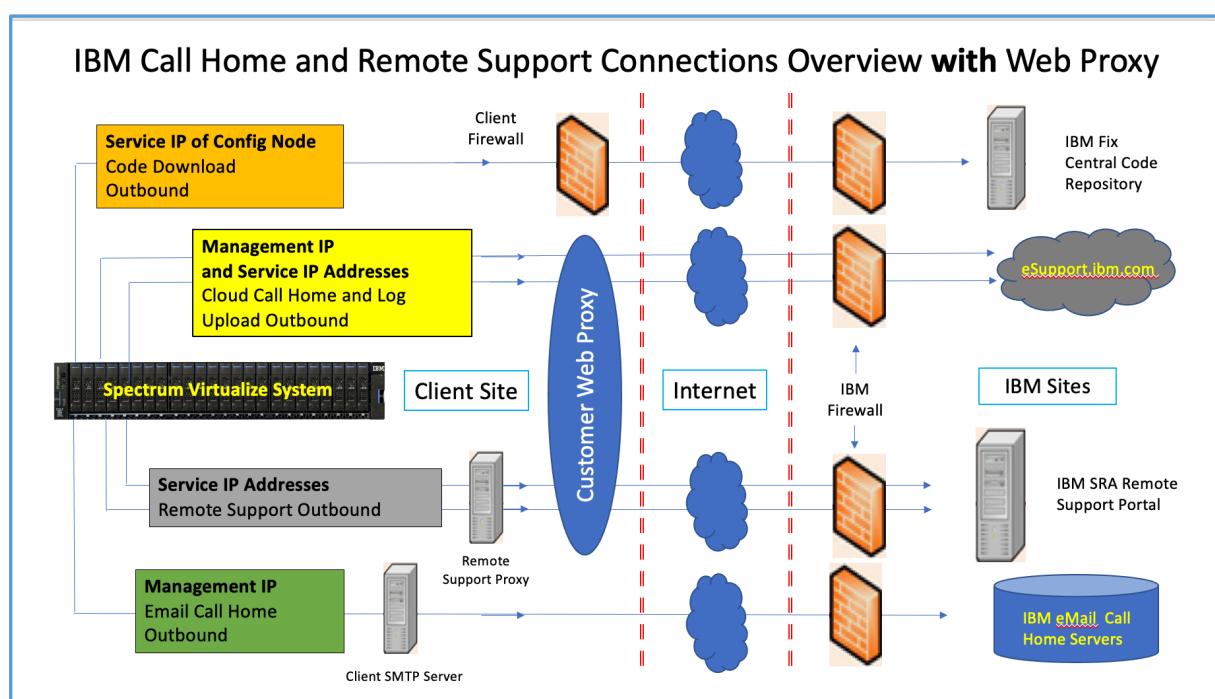 IBM Call Home and Remote Support Connections Overview with Web Proxy
Service IP of Config Node
Code Download
Outbound
Client
Firewall
IBM Fix
Central Code
Repository
Management IP
and Service IP Addresses
Cloud Call Home and Log
Upload Outbound
eSupport.ibm.com
Customer Web Proxy
IBM
Spectrum Virtualize System
Client Site
Internet
IBM
Firewall
IBM Sites
Service IP Addresses
Remote Support Outbound
Remote
Support Proxy
IBM SRA Remote
Support Portal
Management IP
Email Call Home
Outbound
Client SMTP Server
IBM eMail Call
Home Servers